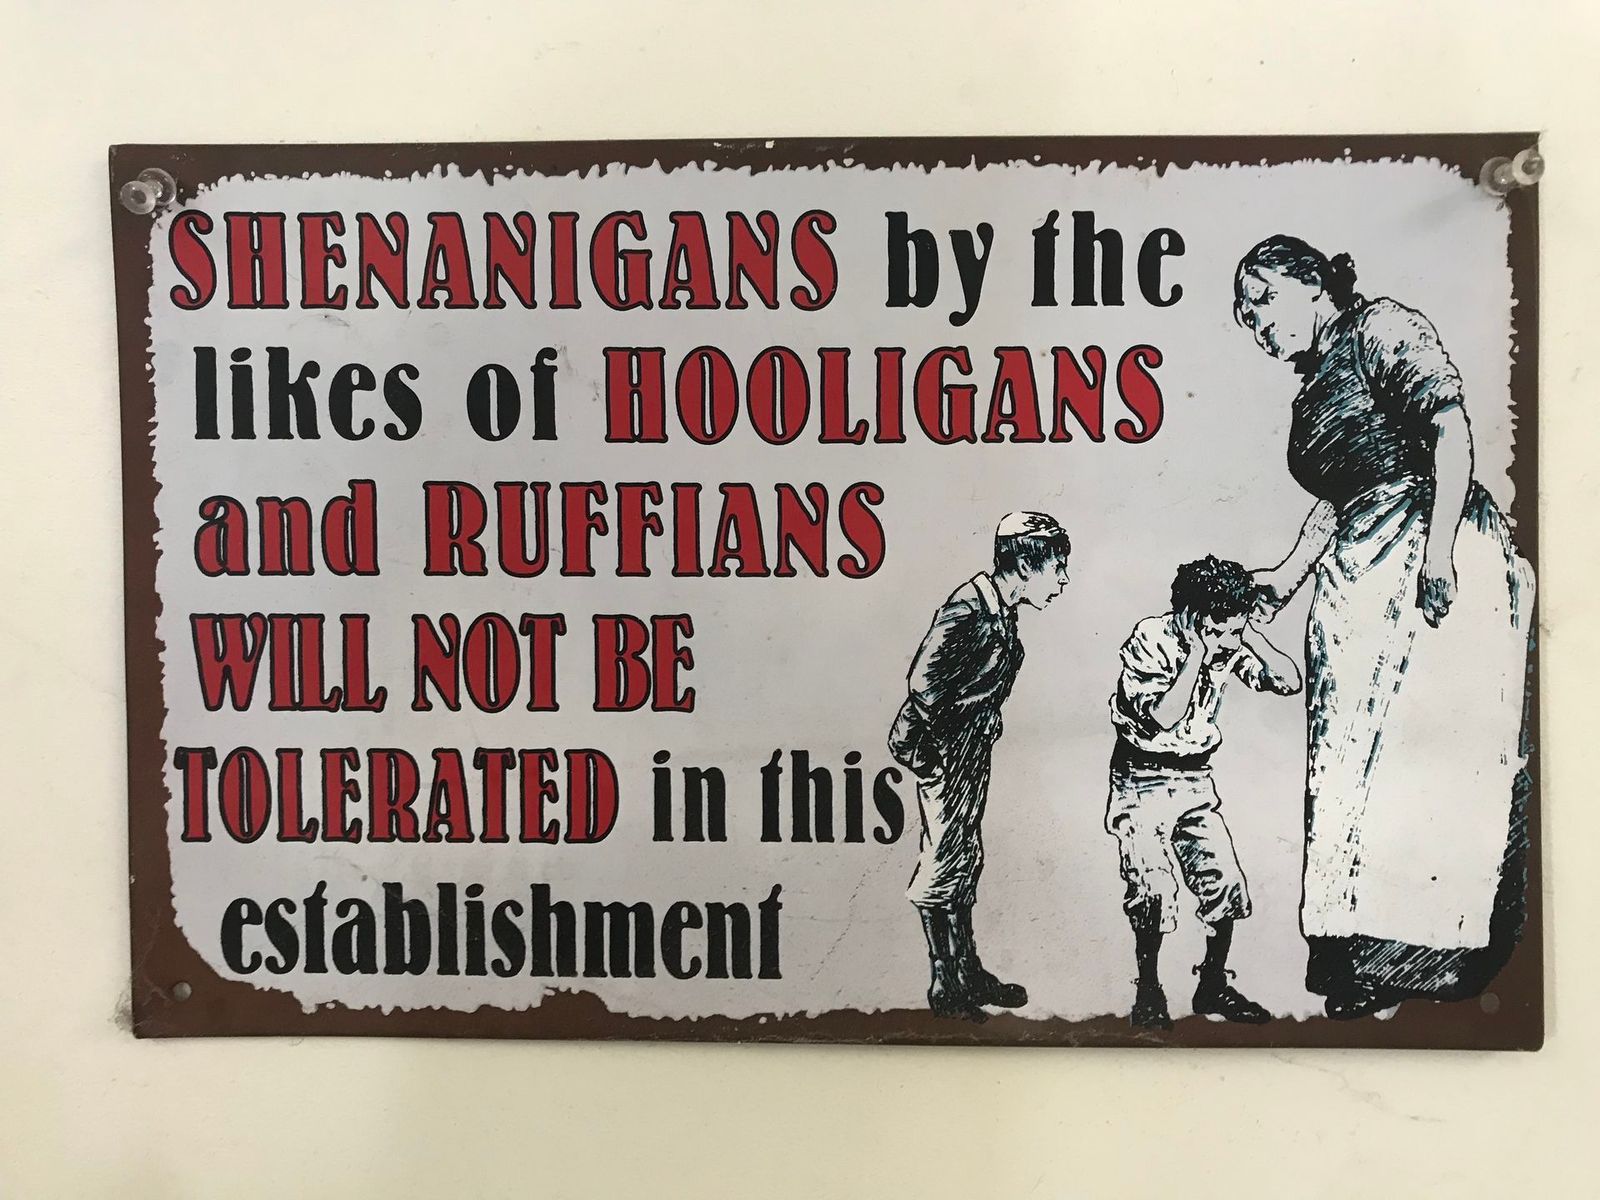 SHENANIGANS by the
likes of HOOLIGANS
and RUFFIANS
WILL NOT BE
TOLERATED in this
establishment